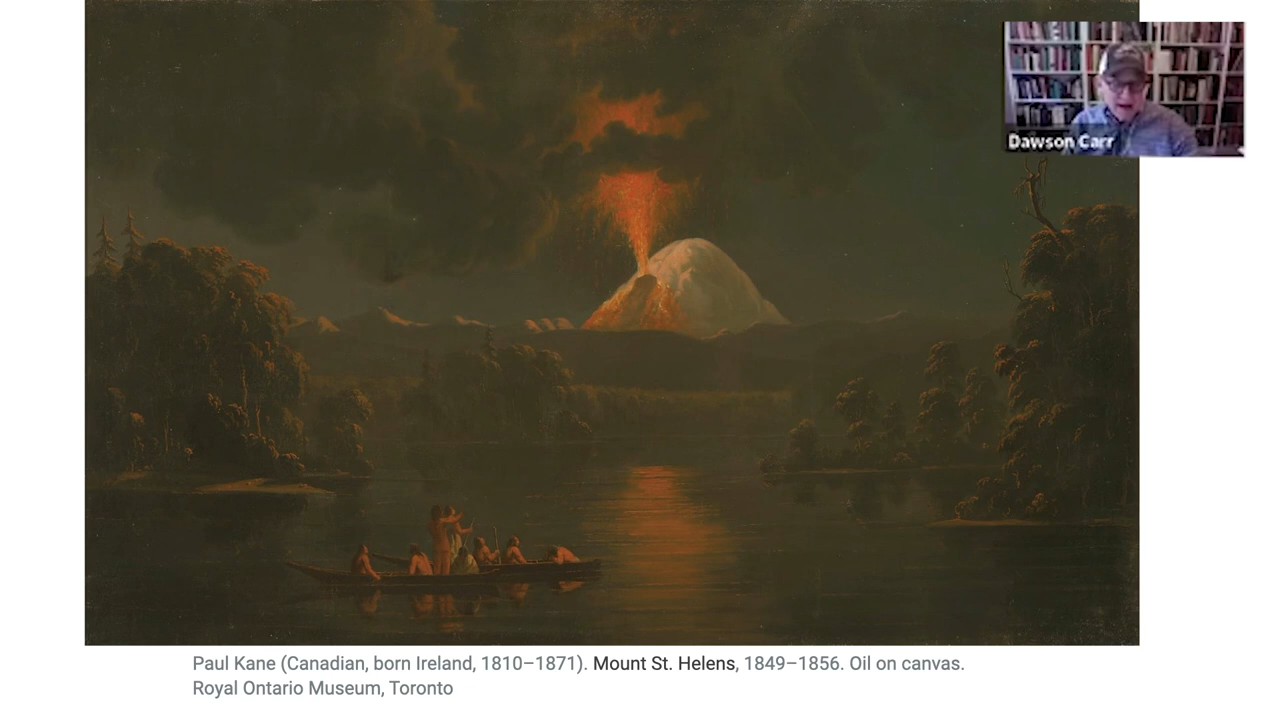 Dawson Carr
Paul Kane (Canadian, born Ireland, 1810–1871). Mount St. Helens, 1849–1856. Oil on canvas.
Royal Ontario Museum, Toronto